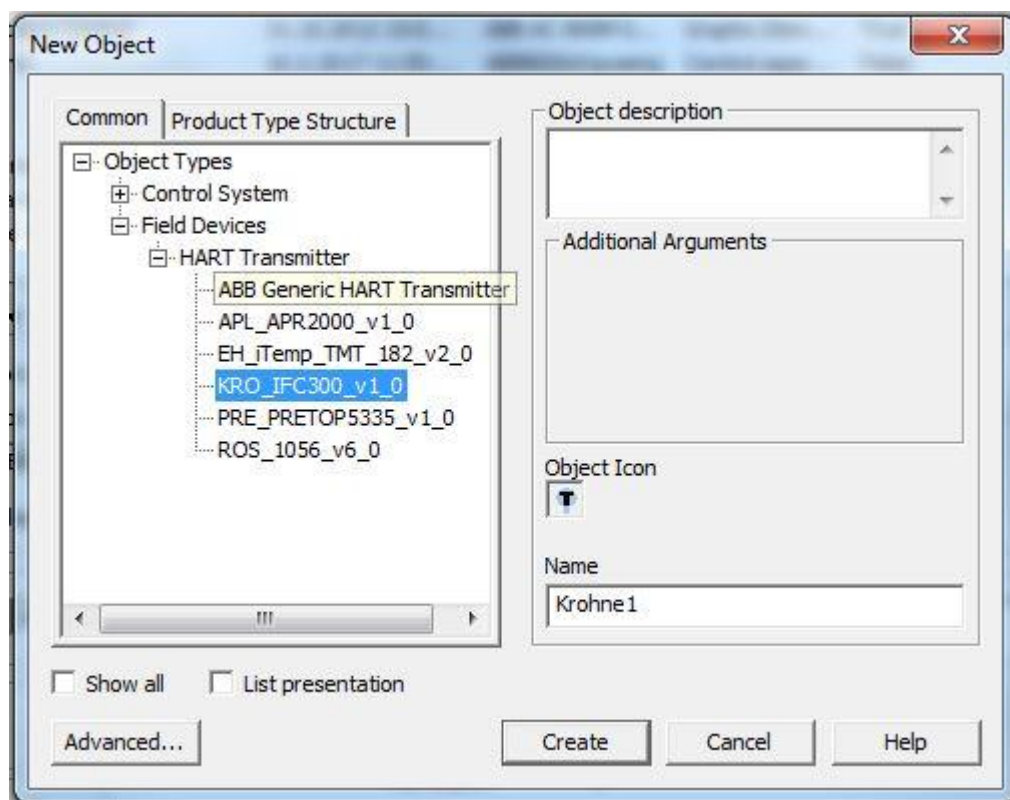 New Object
Common
Product Type Structure
Object Types
Control System
Field Devices
HART Transmitter
ABB Generic HART Transmitter
APL_APR2000_v1_0
EH_iTemp_TMT_182_v2_0
KRO_IFC300_v1_0
PRE_PRETOP5335_v1_0
ROS_1056_v6_0
Show all
List presentation
Object description
Additional Arguments
Object Icon
T
Name
Krohne1
Advanced...
Create
Cancel
Help